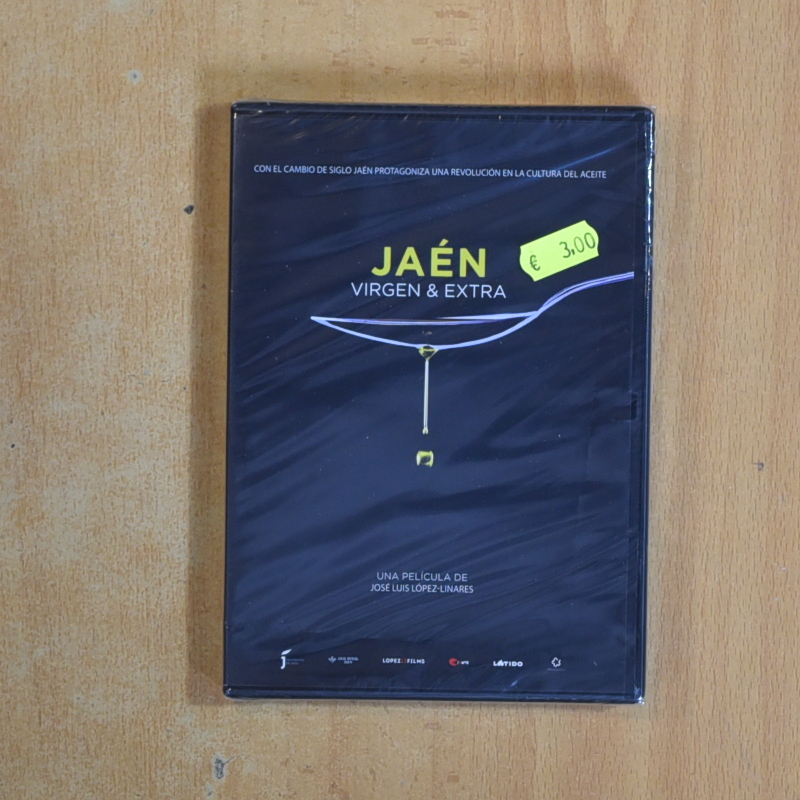 CON EL CAMBIO DE SIGLO JAÉN PROTAGONIZA UNA REVOLUCIÓN EN LA CULTURA DEL ACEITE
€ 3,00
JAÉN
VIRGEN & EXTRA
UNA PELÍCULA DE
JOSÉ LUIS LÓPEZ-LINARES
LOPEZ LI FILMS
LATIDO